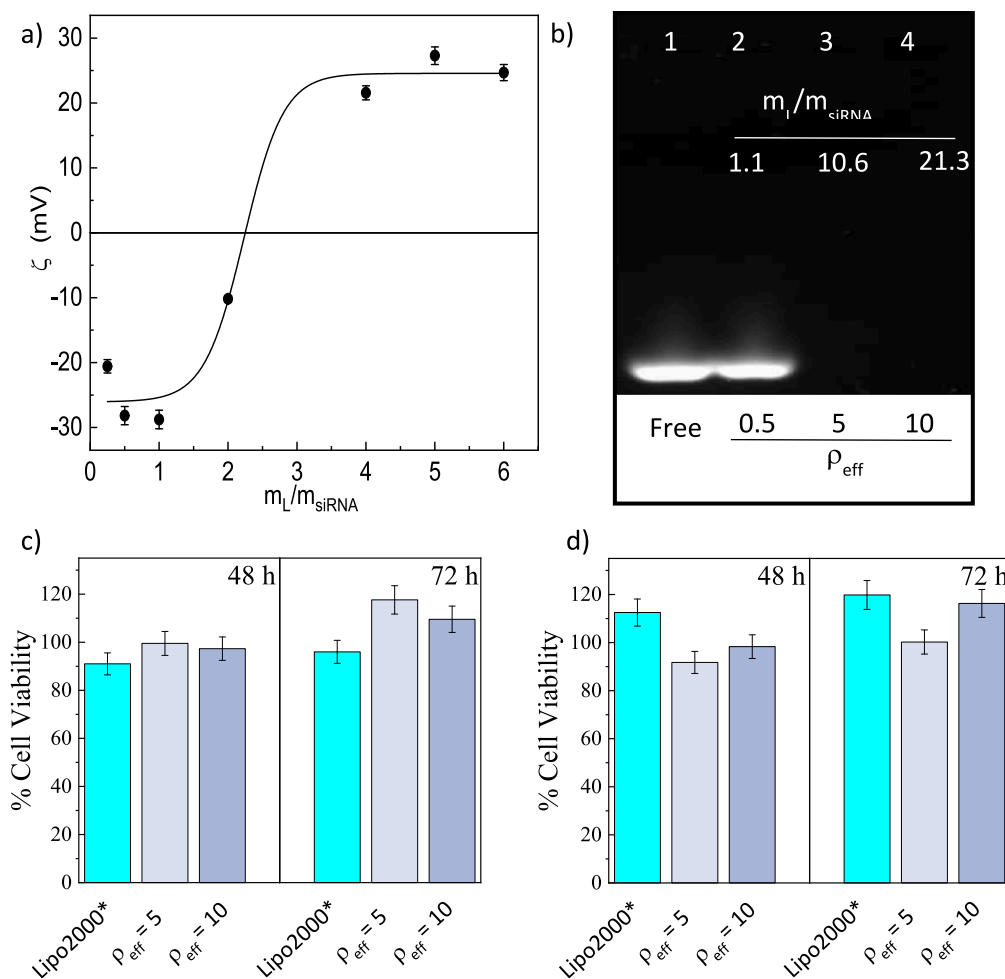 a)
30
20
10
0
-10
-20
-30
ζ (mV)
0 1 2 3 4 5 6
m_L/m_siRNA
b)
1 2 3 4
m_L/m_siRNA
1.1 10.6 21.3
Free 0.5 5 10
ρ_eff
c)
48 h 72 h
120
100
80
60
40
20
0
% Cell Viability
Lipo2000* ρ_eff = 5 ρ_eff = 10 Lipo2000* ρ_eff = 5 ρ_eff = 10
d)
48 h 72 h
120
100
80
60
40
20
0
% Cell Viability
Lipo2000* ρ_eff = 5 ρ_eff = 10 Lipo2000* ρ_eff = 5 ρ_eff = 10